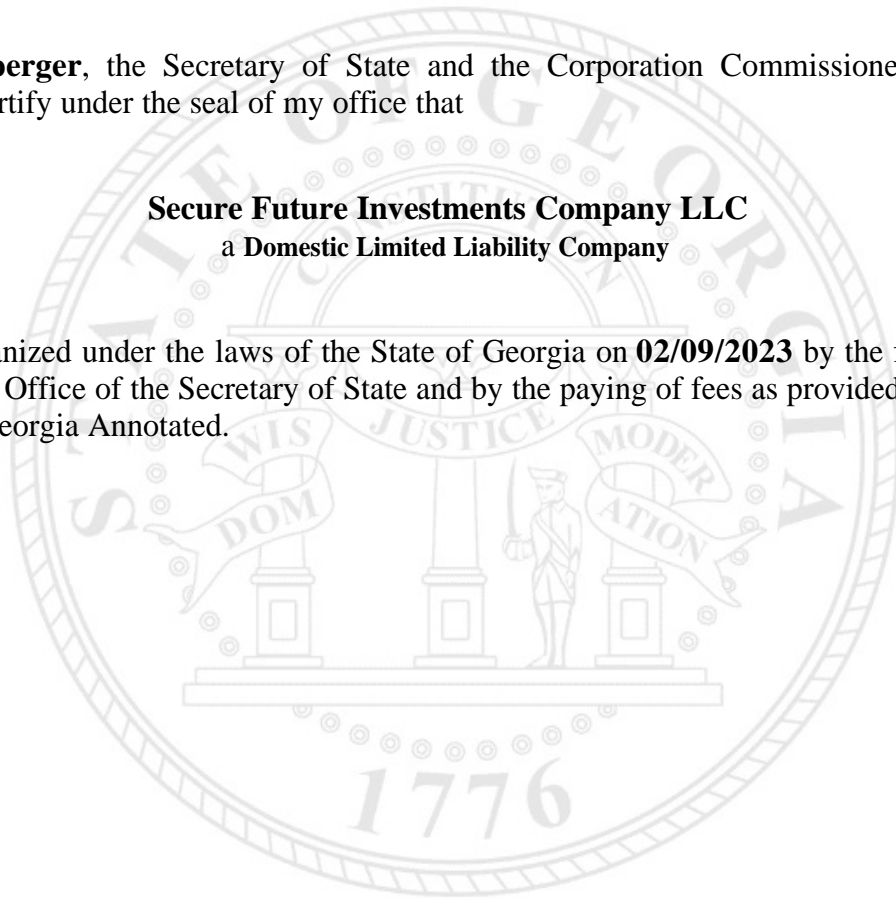 berger, the Secretary of State and the Corporation Commissione
rtify under the seal of my office that
Secure Future Investments Company LLC
a Domestic Limited Liability Company
anized under the laws of the State of Georgia on 02/09/2023 by the
Office of the Secretary of State and by the paying of fees as provided
eorgia Annotated.
STATE OF GEORGIA
CONSTITUTION
WIS
DOM
JUSTICE
MODER
ATION
1776